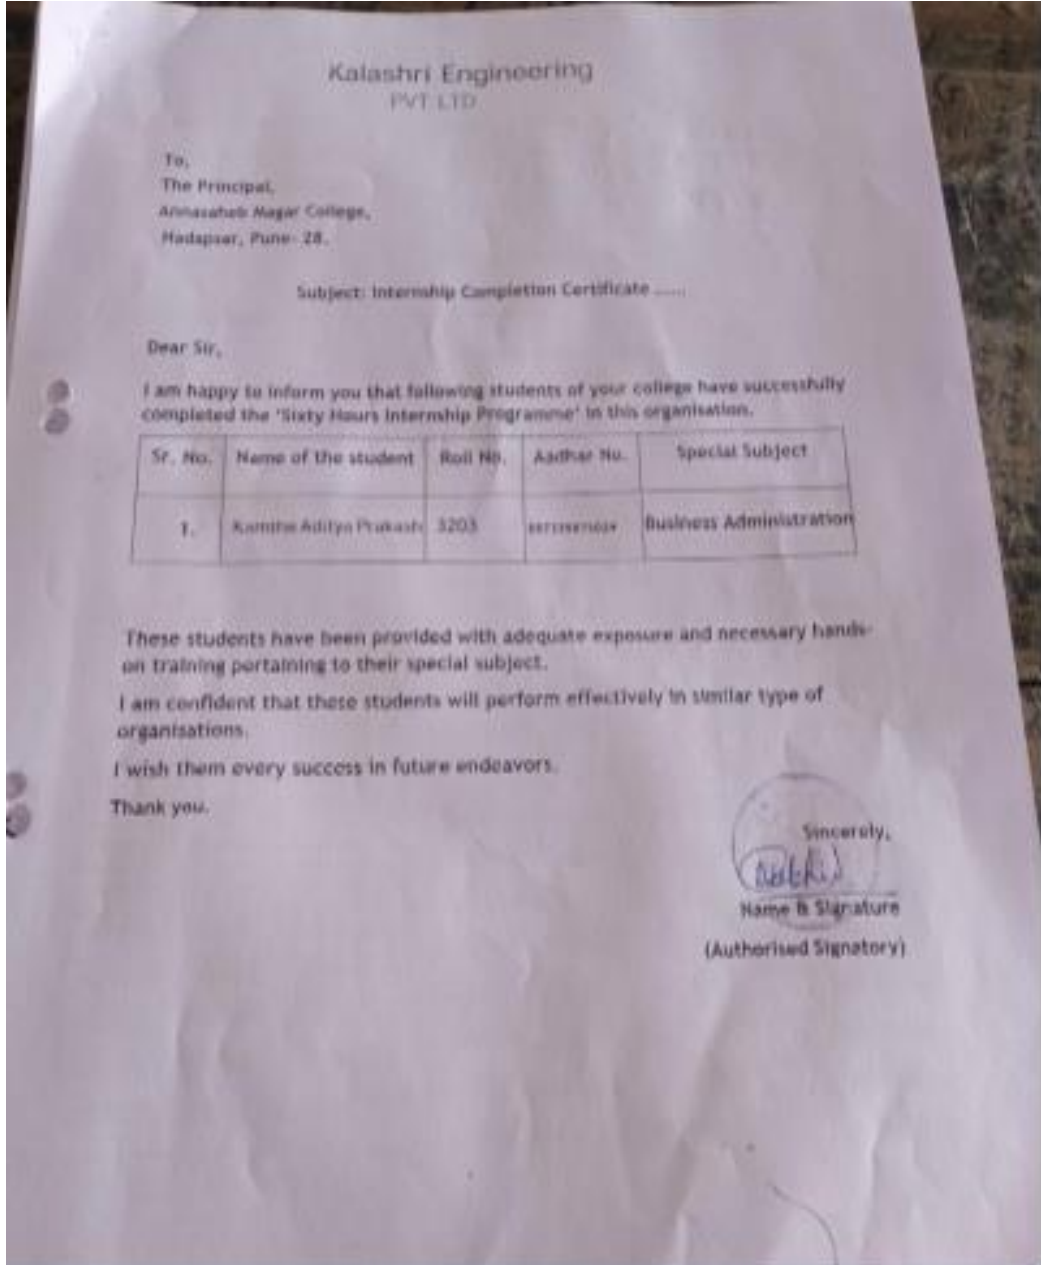 Kalashri Engineering
PVT LTD
To,
The Principal,
Annasaheb Magar College,
Hadapsar, Pune- 28.
Subject: Internship Completion Certificate ......
Dear Sir,
I am happy to inform you that following students of your college have successfully
completed the 'Sixty Hours Internship Programme' in this organisation.
Sr. No. Name of the student Roll No. Aadhar No. Special Subject
1. Aditya Prakash 3203 Business Administration
These students have been provided with adequate exposure and necessary hands-
on training pertaining to their special subject.
I am confident that these students will perform effectively in similar type of
organisations.
I wish them every success in future endeavors.
Thank you.
Sincerely,
Name & Signature
(Authorised Signatory)